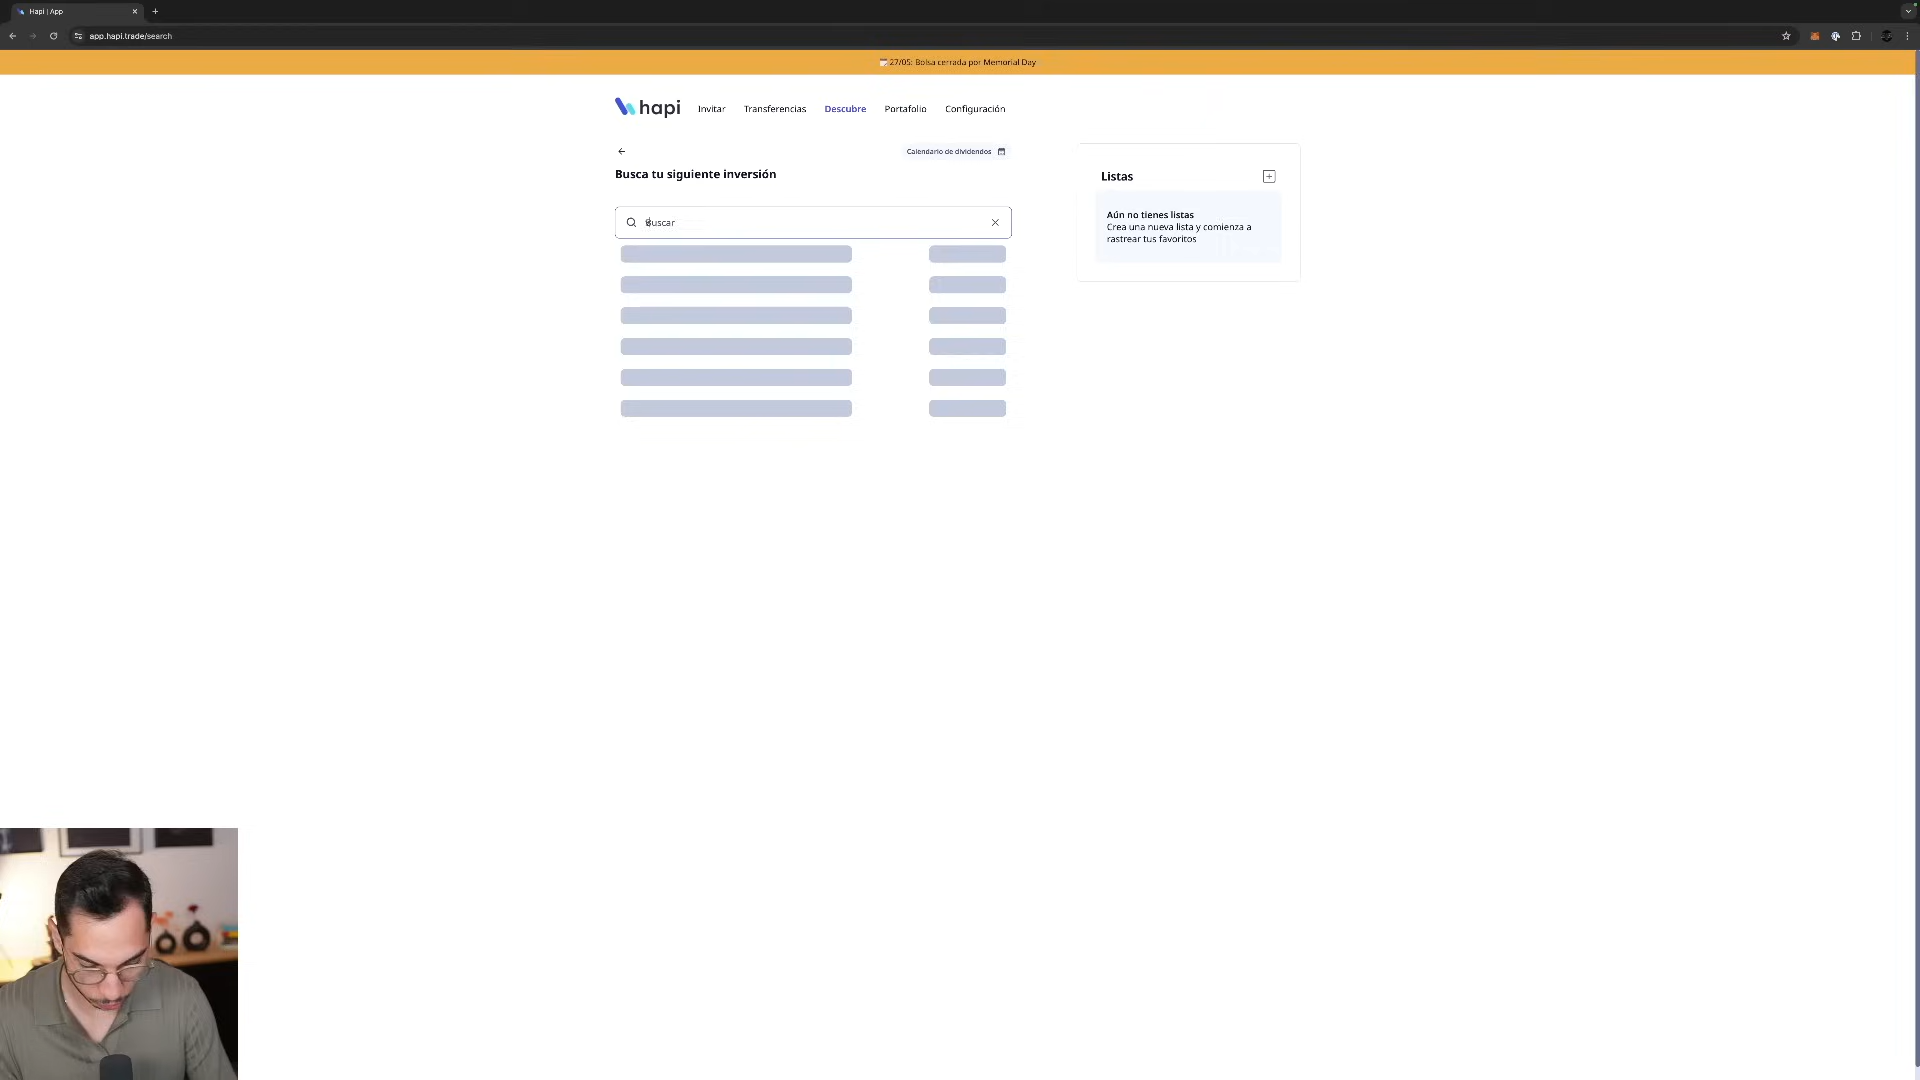 Hapi | App
app.hapi.trade/search
27/05: Bolsa cerrada por Memorial Day
hapi
Invitar
Transferencias
Descubre
Portafolio
Configuración
Calendario de dividendos
Busca tu siguiente inversión
Buscar
Listas
Aún no tienes listas
Crea una nueva lista y comienza a
rastrear tus favoritos